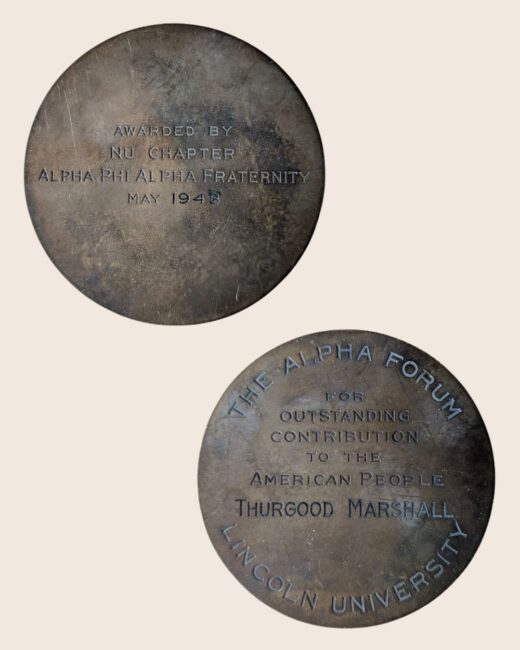 AWARDED BY
NU CHAPTER
ALPHA PHI ALPHA FRATERNITY
MAY
THE ALPHA FORUM
FOR
OUTSTANDING
CONTRIBUTION
TO THE
AMERICAN PEOPLE
THURGOOD MARSHALL
LINCOLN UNIVERSITY